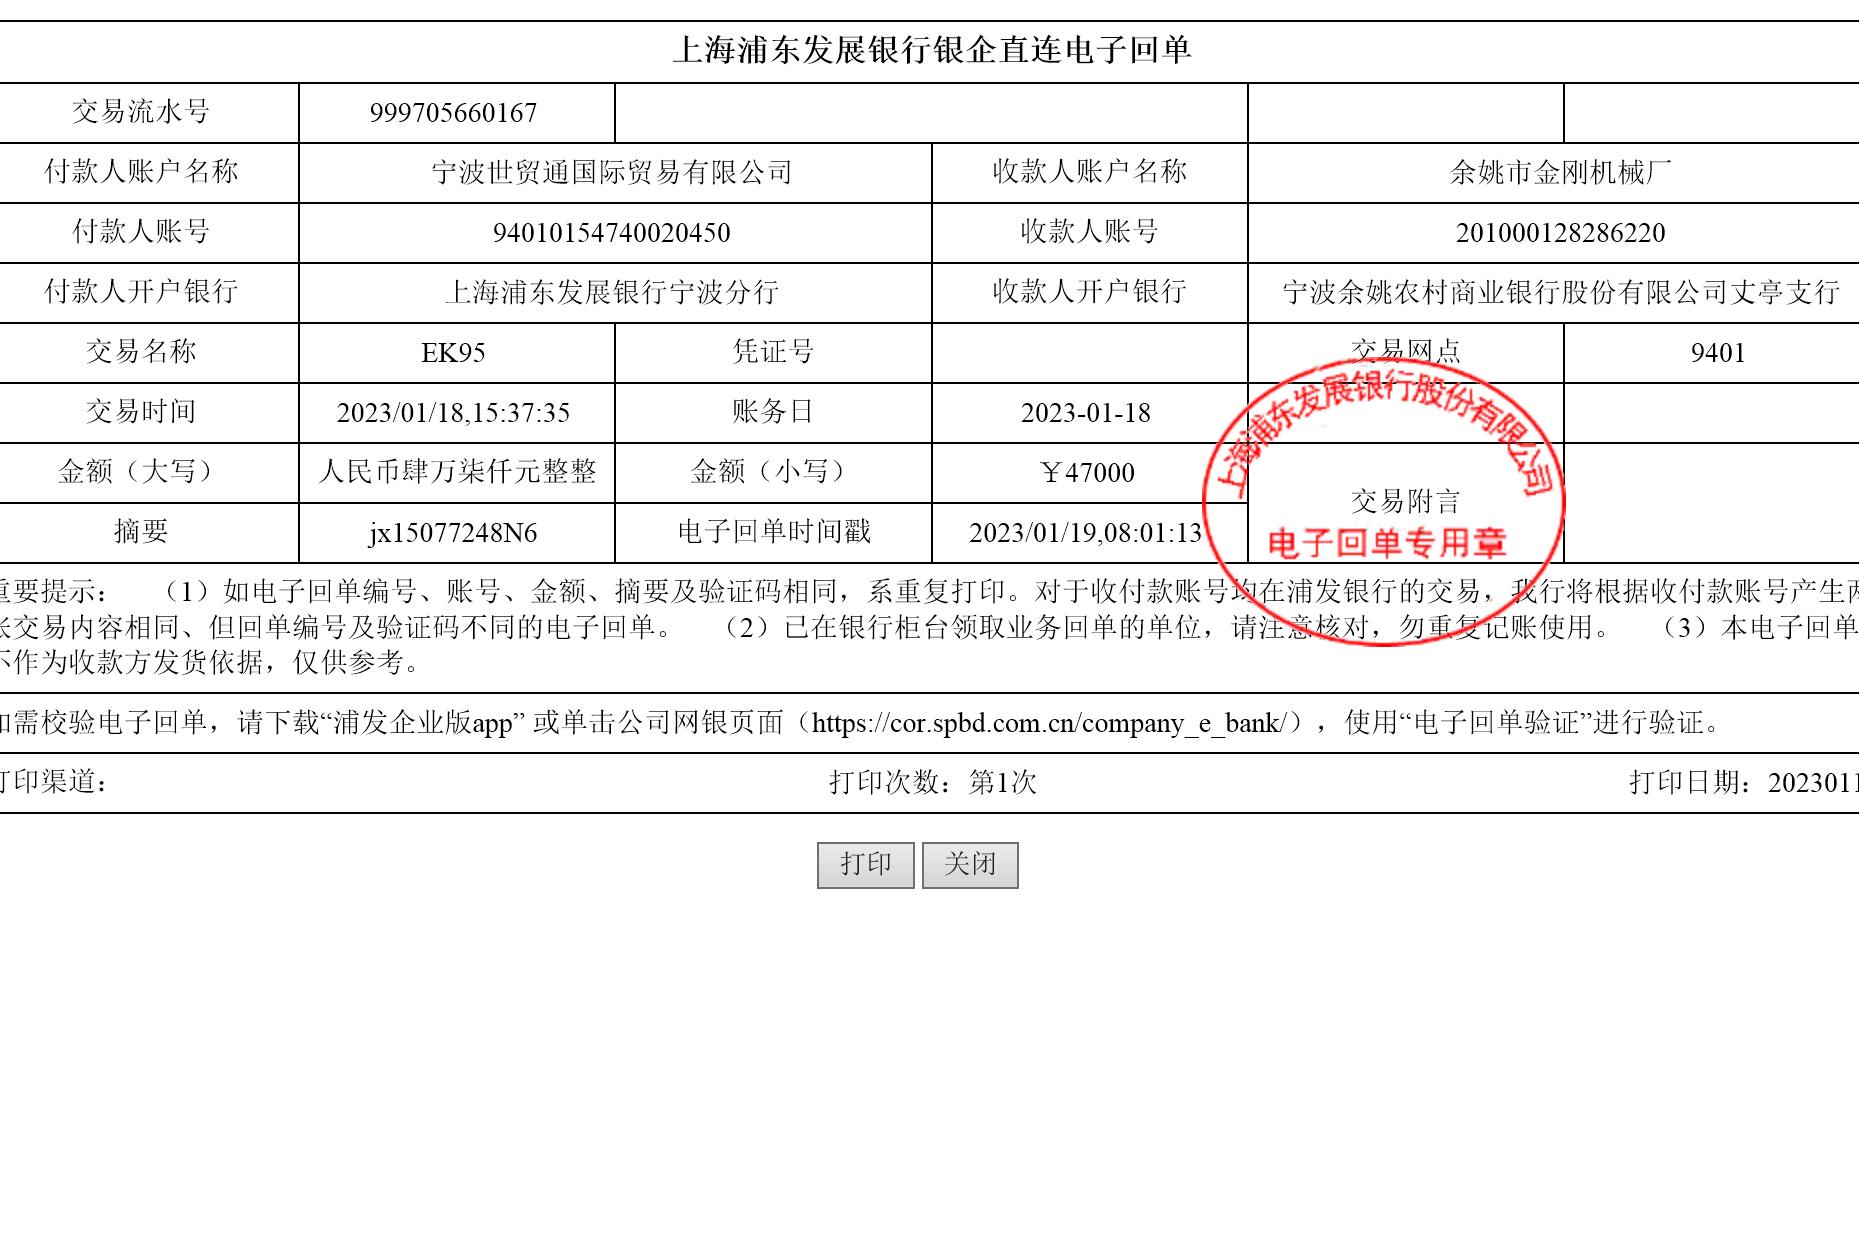 上海浦东发展银行银企直连电子回单
交易流水号 999705660167
付款人账户名称 宁波世贸通国际贸易有限公司 收款人账户名称 余姚市金刚机械厂
付款人账号 94010154740020450 收款人账号 201000128286220
付款人开户银行 上海浦东发展银行宁波分行 收款人开户银行 宁波余姚农村商业银行股份有限公司丈亭支行
交易名称 EK95 凭证号 交易网点 9401
交易时间 2023/01/18,15:37:35 账务日 2023-01-18
金额（大写） 人民币肆万柒仟元整整 金额（小写） ￥47000
交易附言
摘要 jx15077248N6 电子回单时间戳 2023/01/19,08:01:13
上海浦东发展银行股份有限公司
电子回单专用章
重要提示： （1）如电子回单编号、账号、金额、摘要及验证码相同，系重复打印。对于收付款账号均在浦发银行的交易，我行将根据收付款账号产生两
张交易内容相同、但回单编号及验证码不同的电子回单。 （2）已在银行柜台领取业务回单的单位，请注意核对，勿重复记账使用。 （3）本电子回单
不作为收款方发货依据，仅供参考。
如需校验电子回单，请下载“浦发企业版app” 或单击公司网银页面（https://cor.spbd.com.cn/company_e_bank/），使用“电子回单验证”进行验证。
打印渠道： 打印次数：第1次 打印日期：2023011
打印 关闭